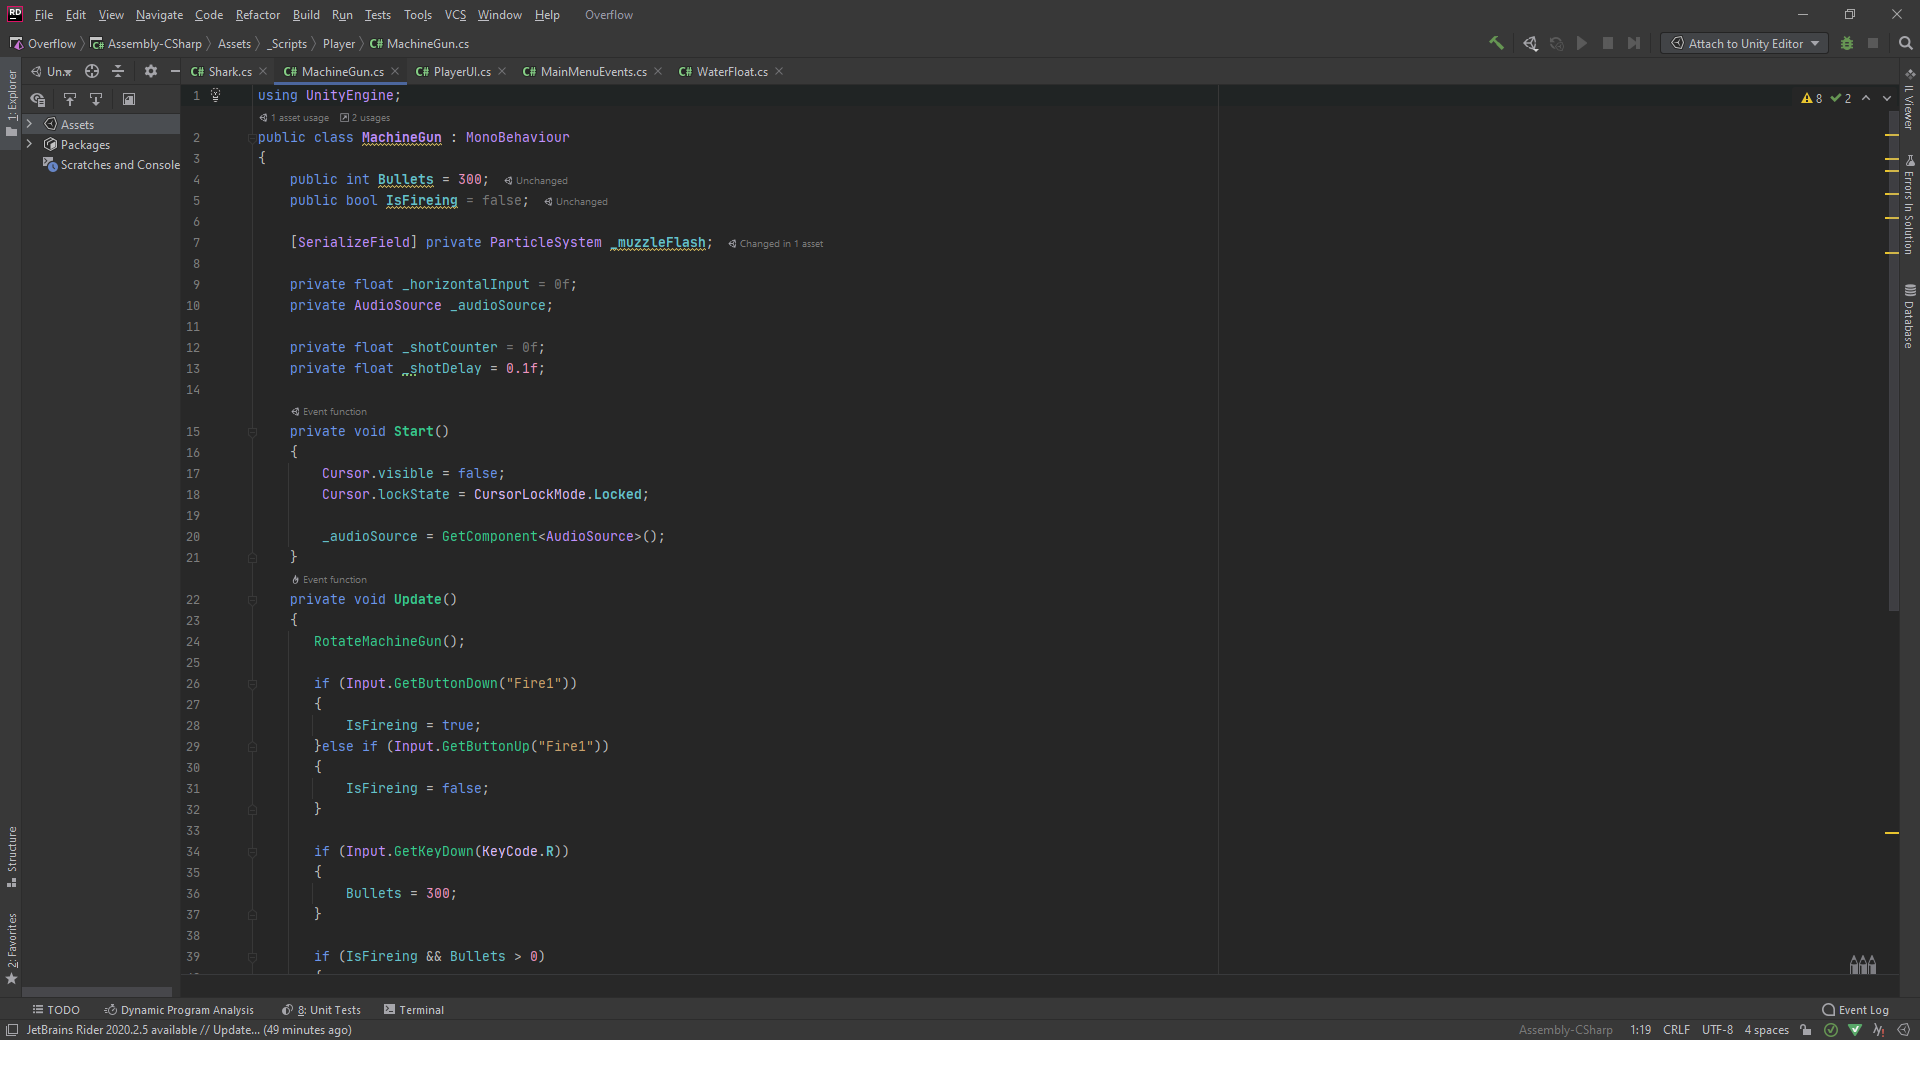 RD File Edit View Navigate Code Refactor Build Run Tests Tools VCS Window Help Overflow
Overflow Assembly-CSharp Assets _Scripts Player C# MachineGun.cs
Attach to Unity Editor
1: Explorer
Un...
C# Shark.cs C# MachineGun.cs C# PlayerUI.cs C# MainMenuEvents.cs C# WaterFloat.cs
Assets
Packages
Scratches and Console
8 2
1 using UnityEngine;
1 asset usage 2 usages
2 public class MachineGun : MonoBehaviour
3 {
4 public int Bullets = 300; Unchanged
5 public bool IsFireing = false; Unchanged
6
7 [SerializeField] private ParticleSystem _muzzleFlash; Changed in 1 asset
8
9 private float _horizontalInput = 0f;
10 private AudioSource _audioSource;
11
12 private float _shotCounter = 0f;
13 private float _shotDelay = 0.1f;
14
Event function
15 private void Start()
16 {
17 Cursor.visible = false;
18 Cursor.lockState = CursorLockMode.Locked;
19
20 _audioSource = GetComponent<AudioSource>();
21 }
Event function
22 private void Update()
23 {
24 RotateMachineGun();
25
26 if (Input.GetButtonDown("Fire1"))
27 {
28 IsFireing = true;
29 }else if (Input.GetButtonUp("Fire1"))
30 {
31 IsFireing = false;
32 }
33
34 if (Input.GetKeyDown(KeyCode.R))
35 {
36 Bullets = 300;
37 }
38
39 if (IsFireing && Bullets > 0)
IL Viewer
Errors In Solution
Database
Structure
2: Favorites
TODO Dynamic Program Analysis 8: Unit Tests Terminal Event Log
JetBrains Rider 2020.2.5 available // Update... (49 minutes ago) Assembly-CSharp 1:19 CRLF UTF-8 4 spaces